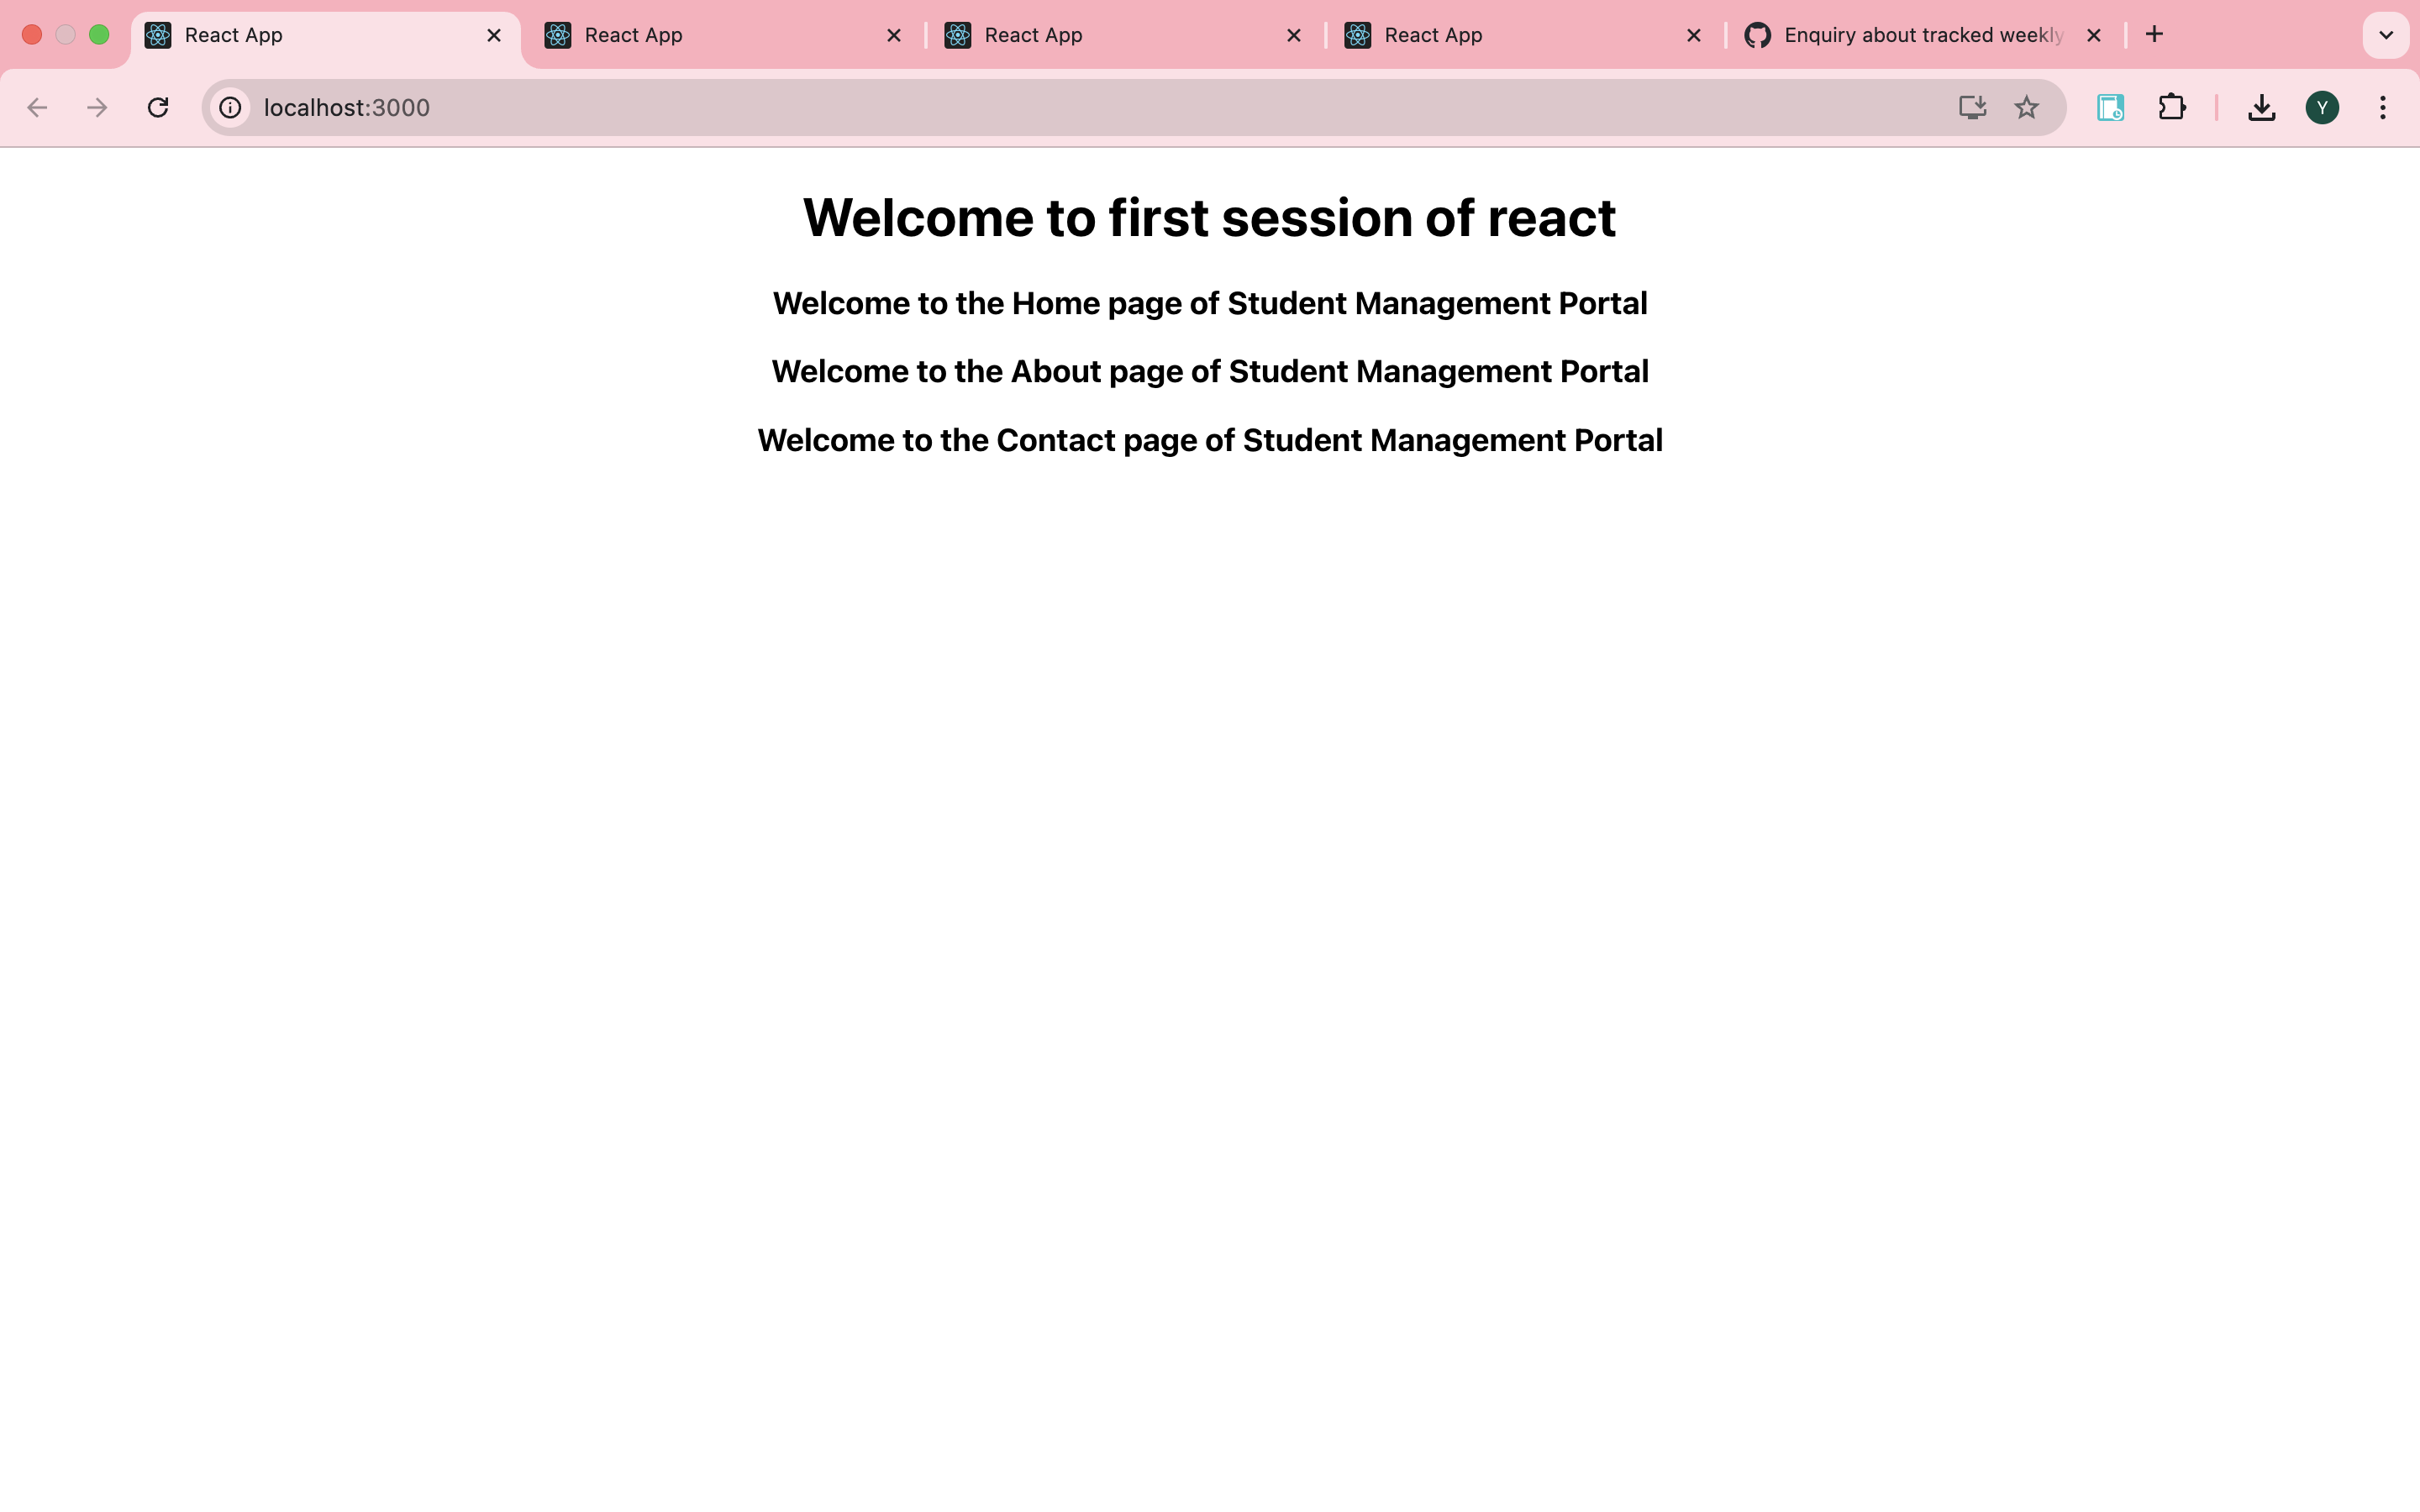 React App
React App
React App
React App
Enquiry about tracked weekly
localhost:3000
Y
Welcome to first session of react
Welcome to the Home page of Student Management Portal
Welcome to the About page of Student Management Portal
Welcome to the Contact page of Student Management Portal